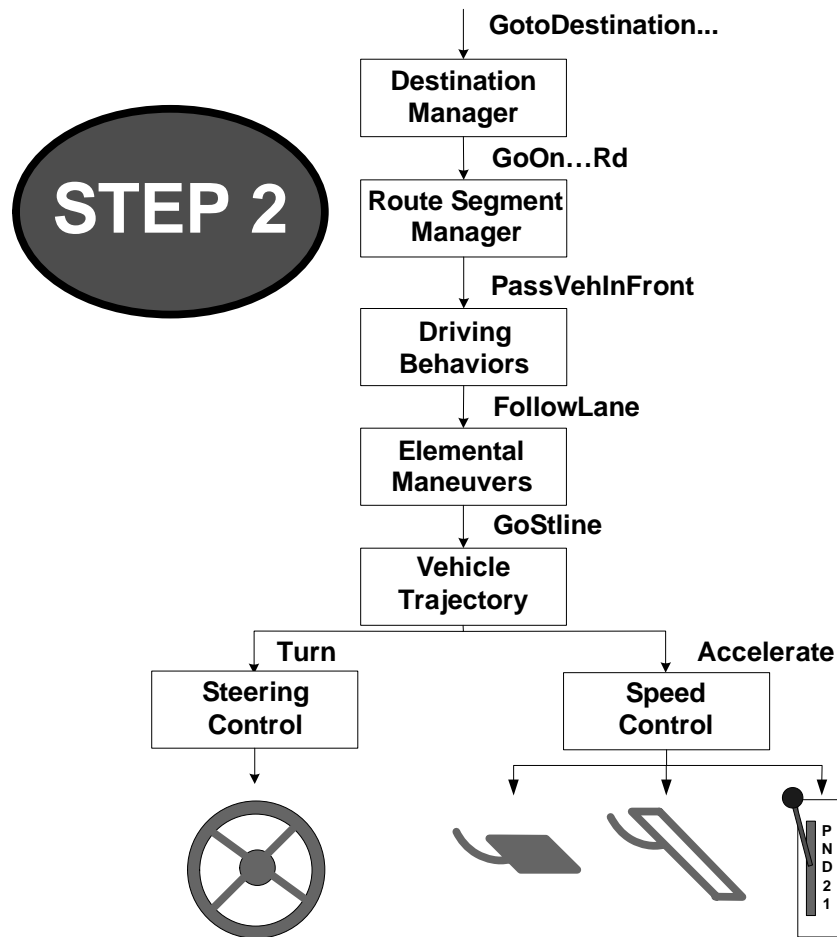 GotoDestination...
Destination
Manager
GoOn...Rd
STEP 2
Route Segment
Manager
PassVehInFront
Driving
Behaviors
FollowLane
Elemental
Maneuvers
GoStline
Vehicle
Trajectory
Turn
Accelerate
Steering
Control
Speed
Control
P
N
D
2
1